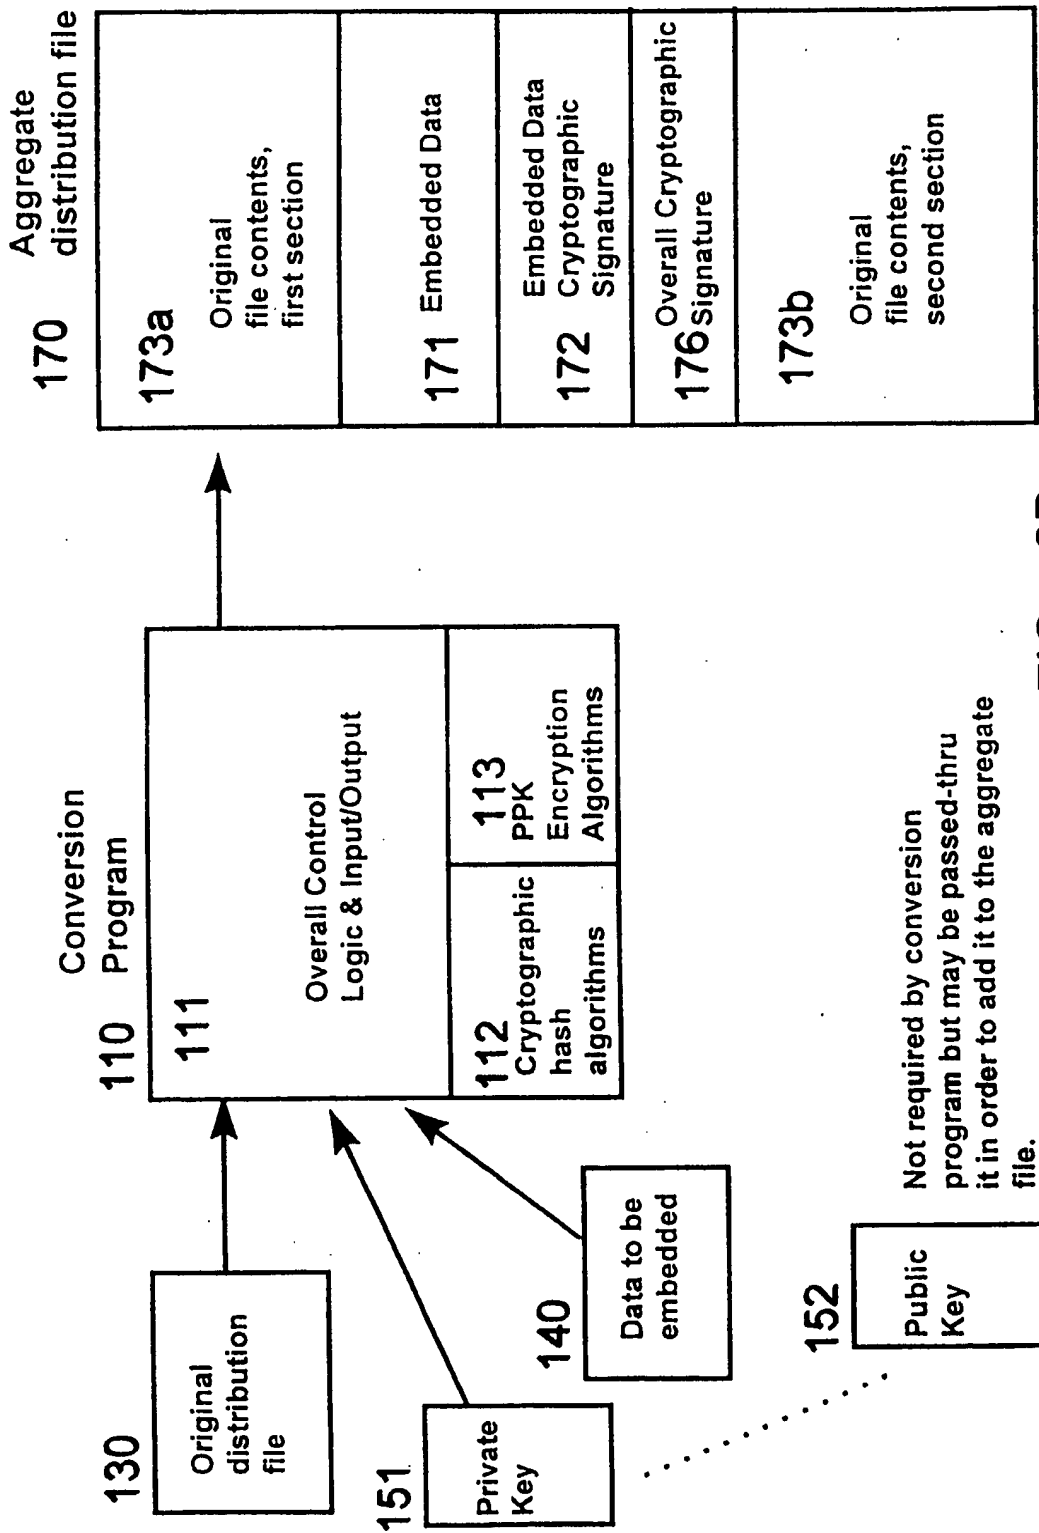 130
Original
distribution
file
151
Private
Key
140
Data to be
embedded
152
Public
Key
Not required by conversion
program but may be passed-thru
it in order to add it to the aggregate
file.
Conversion
110 Program
111
Overall Control
Logic & Input/Output
112
Cryptographic
hash
algorithms
113
PPK
Encryption
Algorithms
Aggregate
170 distribution file
173a
Original
file contents,
first section
171 Embedded Data
Embedded Data
172 Cryptographic
Signature
Overall Cryptographic
176 Signature
173b
Original
file contents,
second section